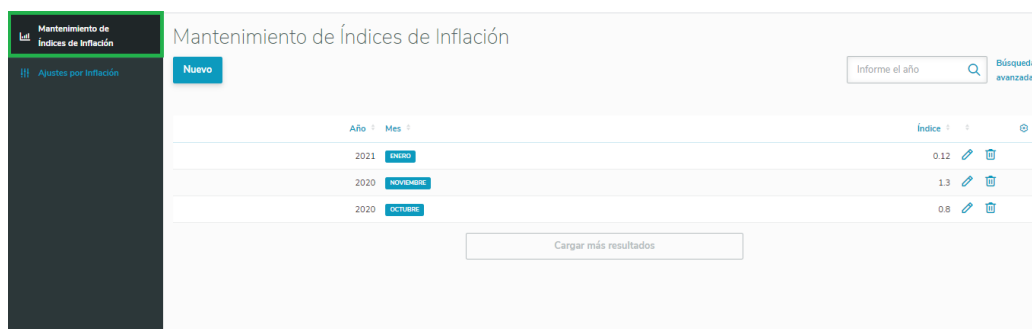 Mantenimiento de
Índices de Inflación
Ajustes por Inflación
Mantenimiento de Índices de Inflación
Nuevo
Informe el año
Búsqueda
avanzada
Año Mes Índice
2021 ENERO 0.12
2020 NOVIEMBRE 1.3
2020 OCTUBRE 0.8
Cargar más resultados